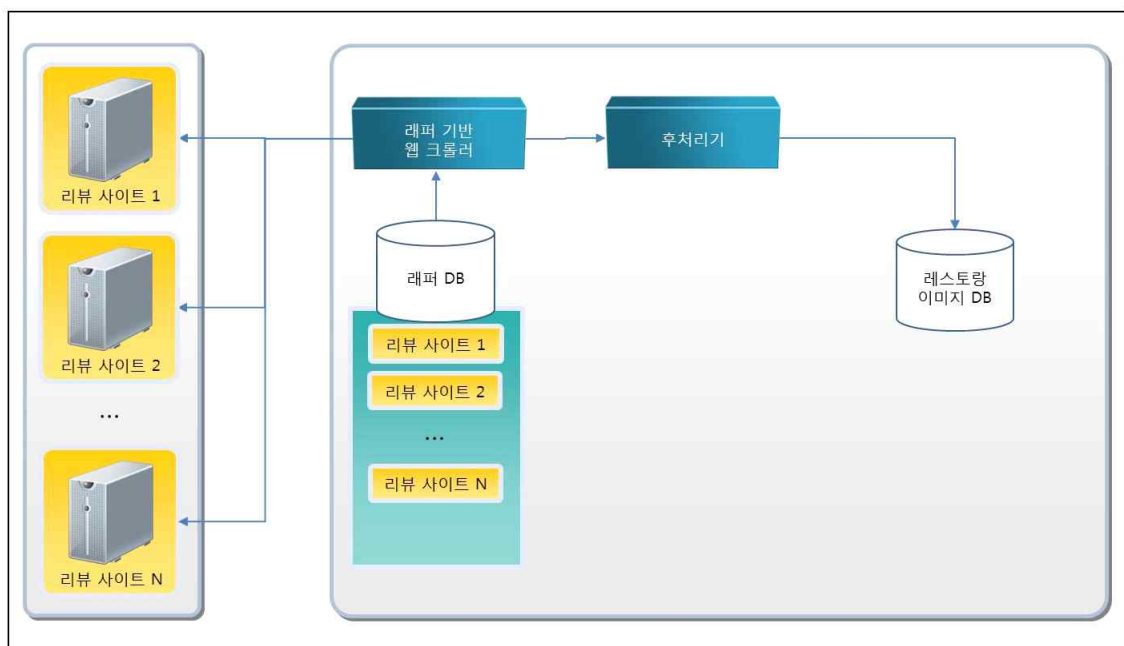 리뷰 사이트 1
리뷰 사이트 2
...
리뷰 사이트 N
래퍼 기반
웹 크롤러
후처리기
래퍼 DB
리뷰 사이트 1
리뷰 사이트 2
...
리뷰 사이트 N
레스토랑
이미지 DB